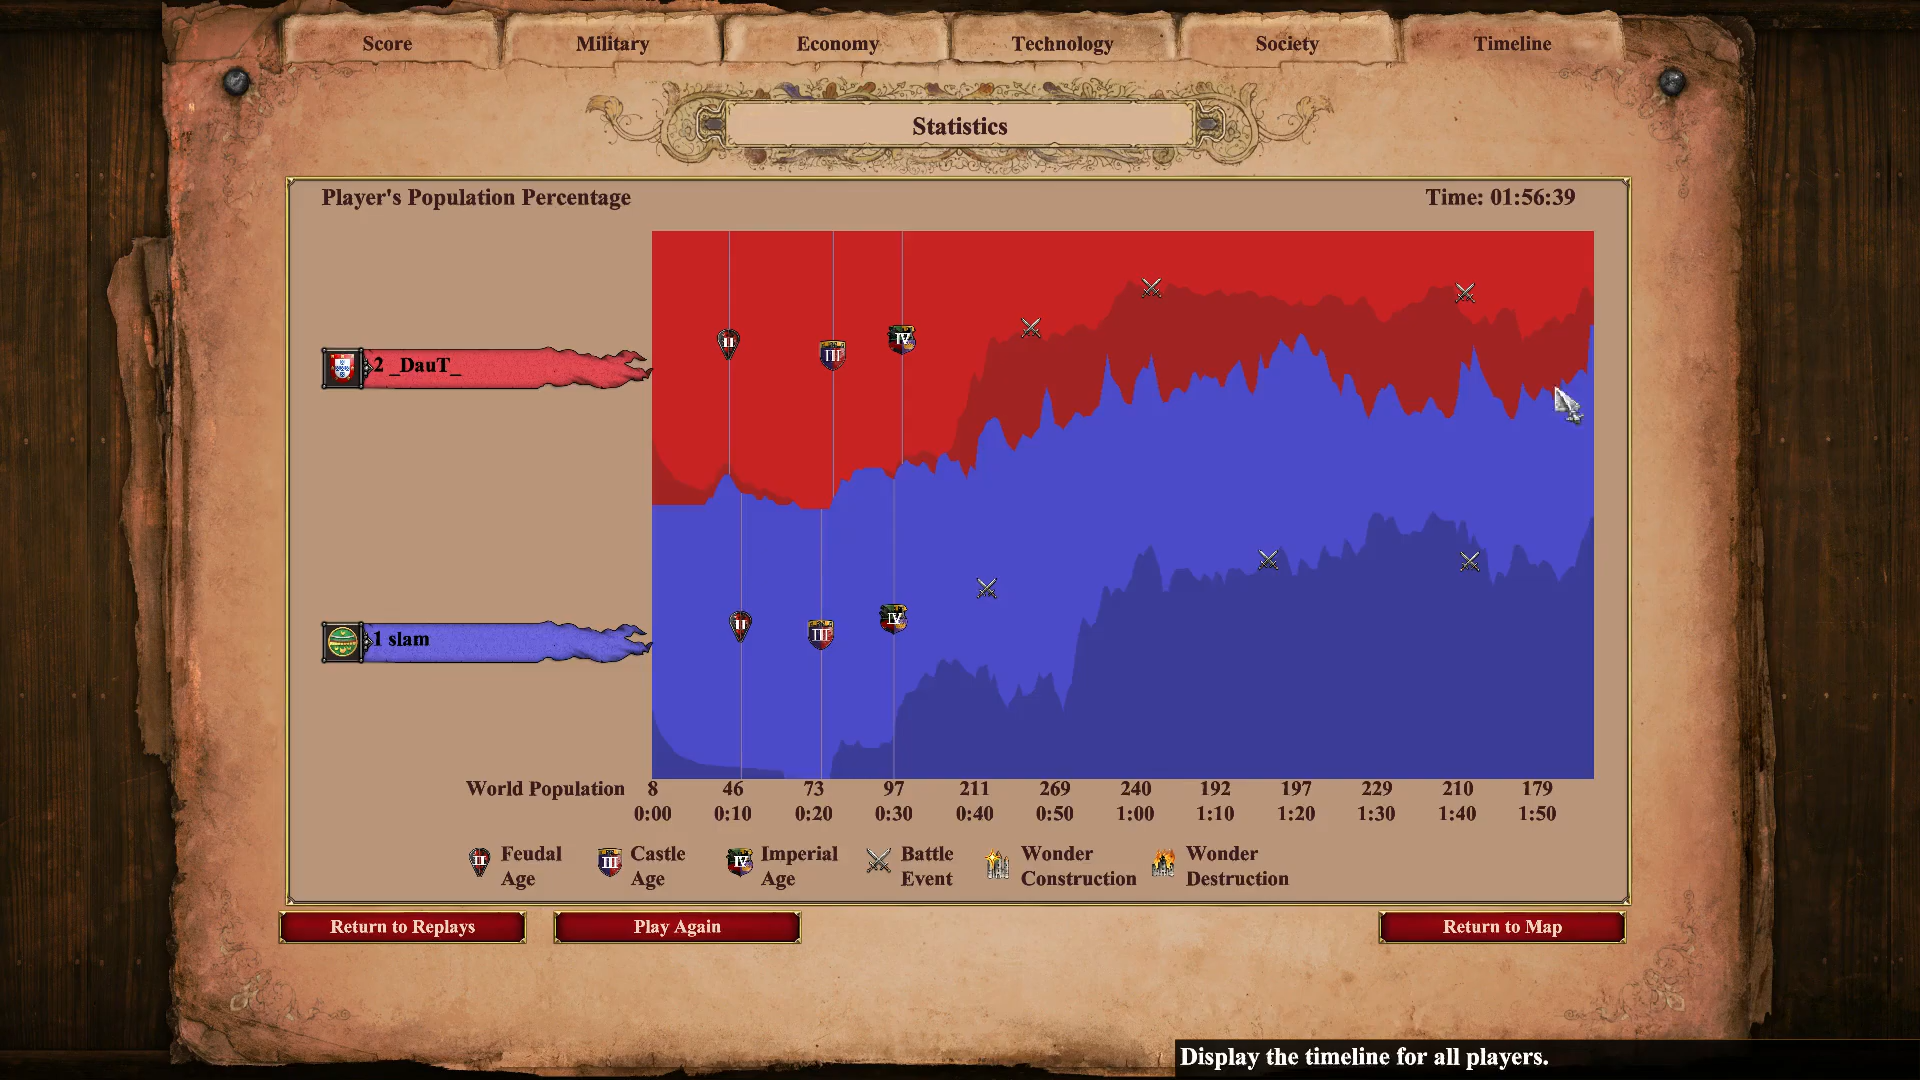 Score Military Economy Technology Society Timeline
Statistics
Player's Population Percentage Time: 01:56:39
2 _DauT_
1 slam
World Population 8 46 73 97 211 269 240 192 197 229 210 179
0:00 0:10 0:20 0:30 0:40 0:50 1:00 1:10 1:20 1:30 1:40 1:50
Feudal Age
Castle Age
Imperial Age
Battle Event
Wonder Construction
Wonder Destruction
Return to Replays Play Again Return to Map
Display the timeline for all players.